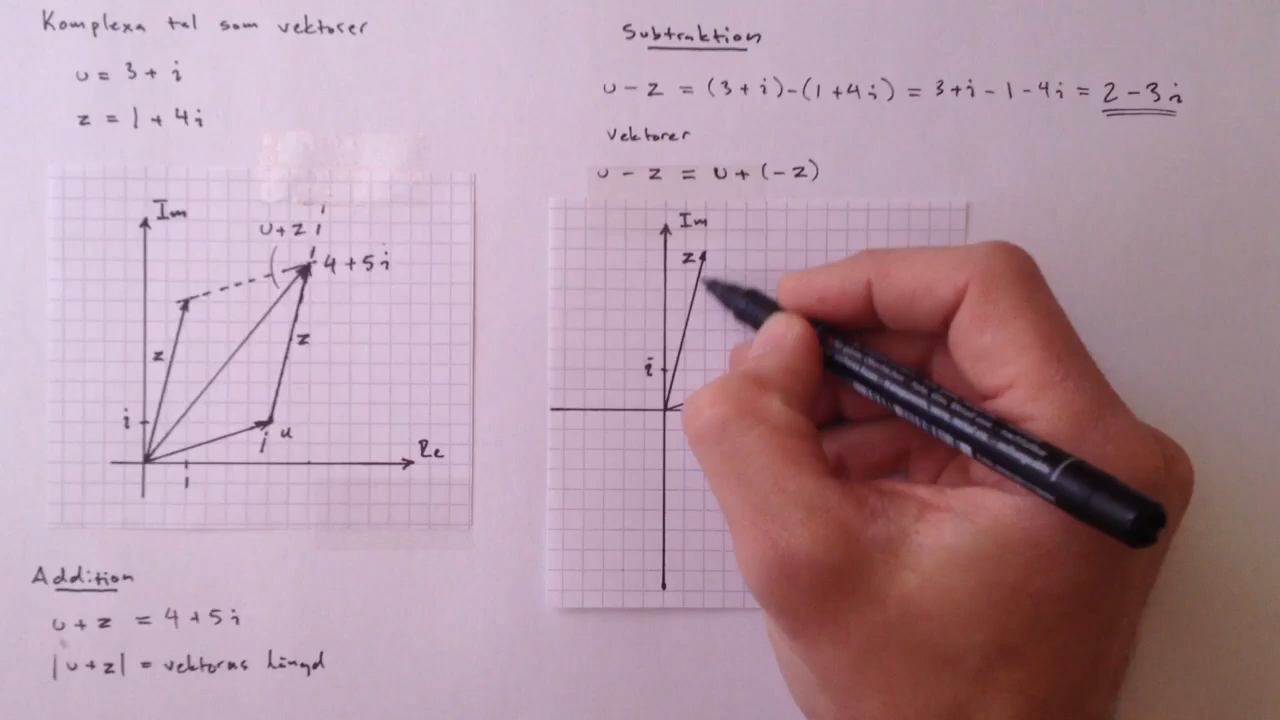 Komplexa tal som vektorer
u = 3 + i
z = 1 + 4i
Im
u+z
4+5i
z
z
i
u
Re
1
Addition
u+z = 4+5i
|u+z| = vektorns längd
Subtraktion
u - z = (3+i)-(1+4i) = 3+i-1-4i = 2-3i
Vektorer
u - z = u+(-z)
Im
z
i